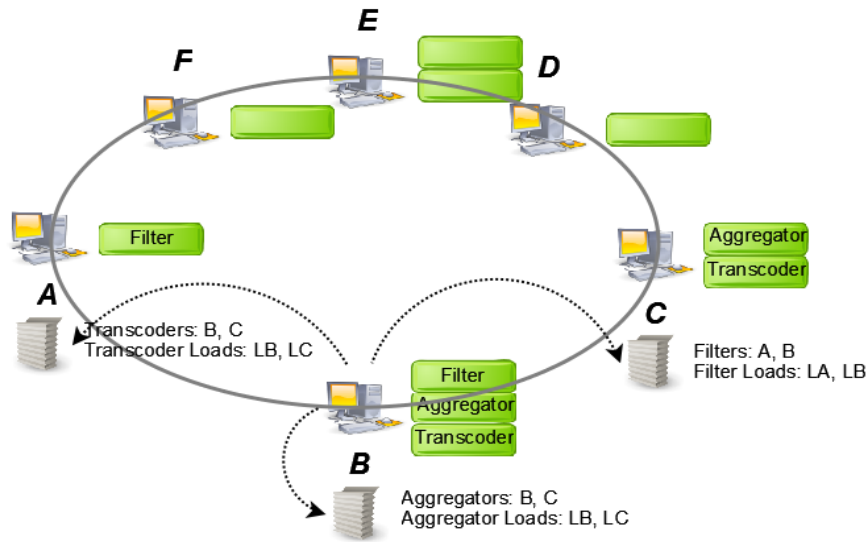 E
F
D
Filter
Aggregator
Transcoder
A
C
Transcoders: B, C
Transcoder Loads: LB, LC
Filters: A, B
Filter Loads: LA, LB
Filter
Aggregator
Transcoder
B
Aggregators: B, C
Aggregator Loads: LB, LC